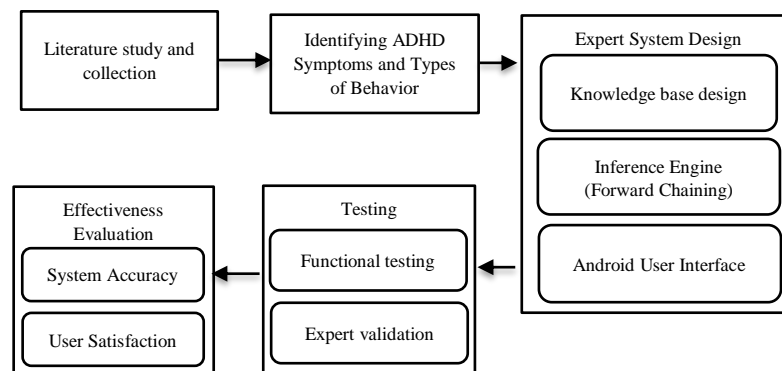 Literature study and
collection
Identifying ADHD
Symptoms and Types
of Behavior
Expert System Design
Knowledge base design
Inference Engine
(Forward Chaining)
Android User Interface
Testing
Functional testing
Expert validation
Effectiveness
Evaluation
System Accuracy
User Satisfaction